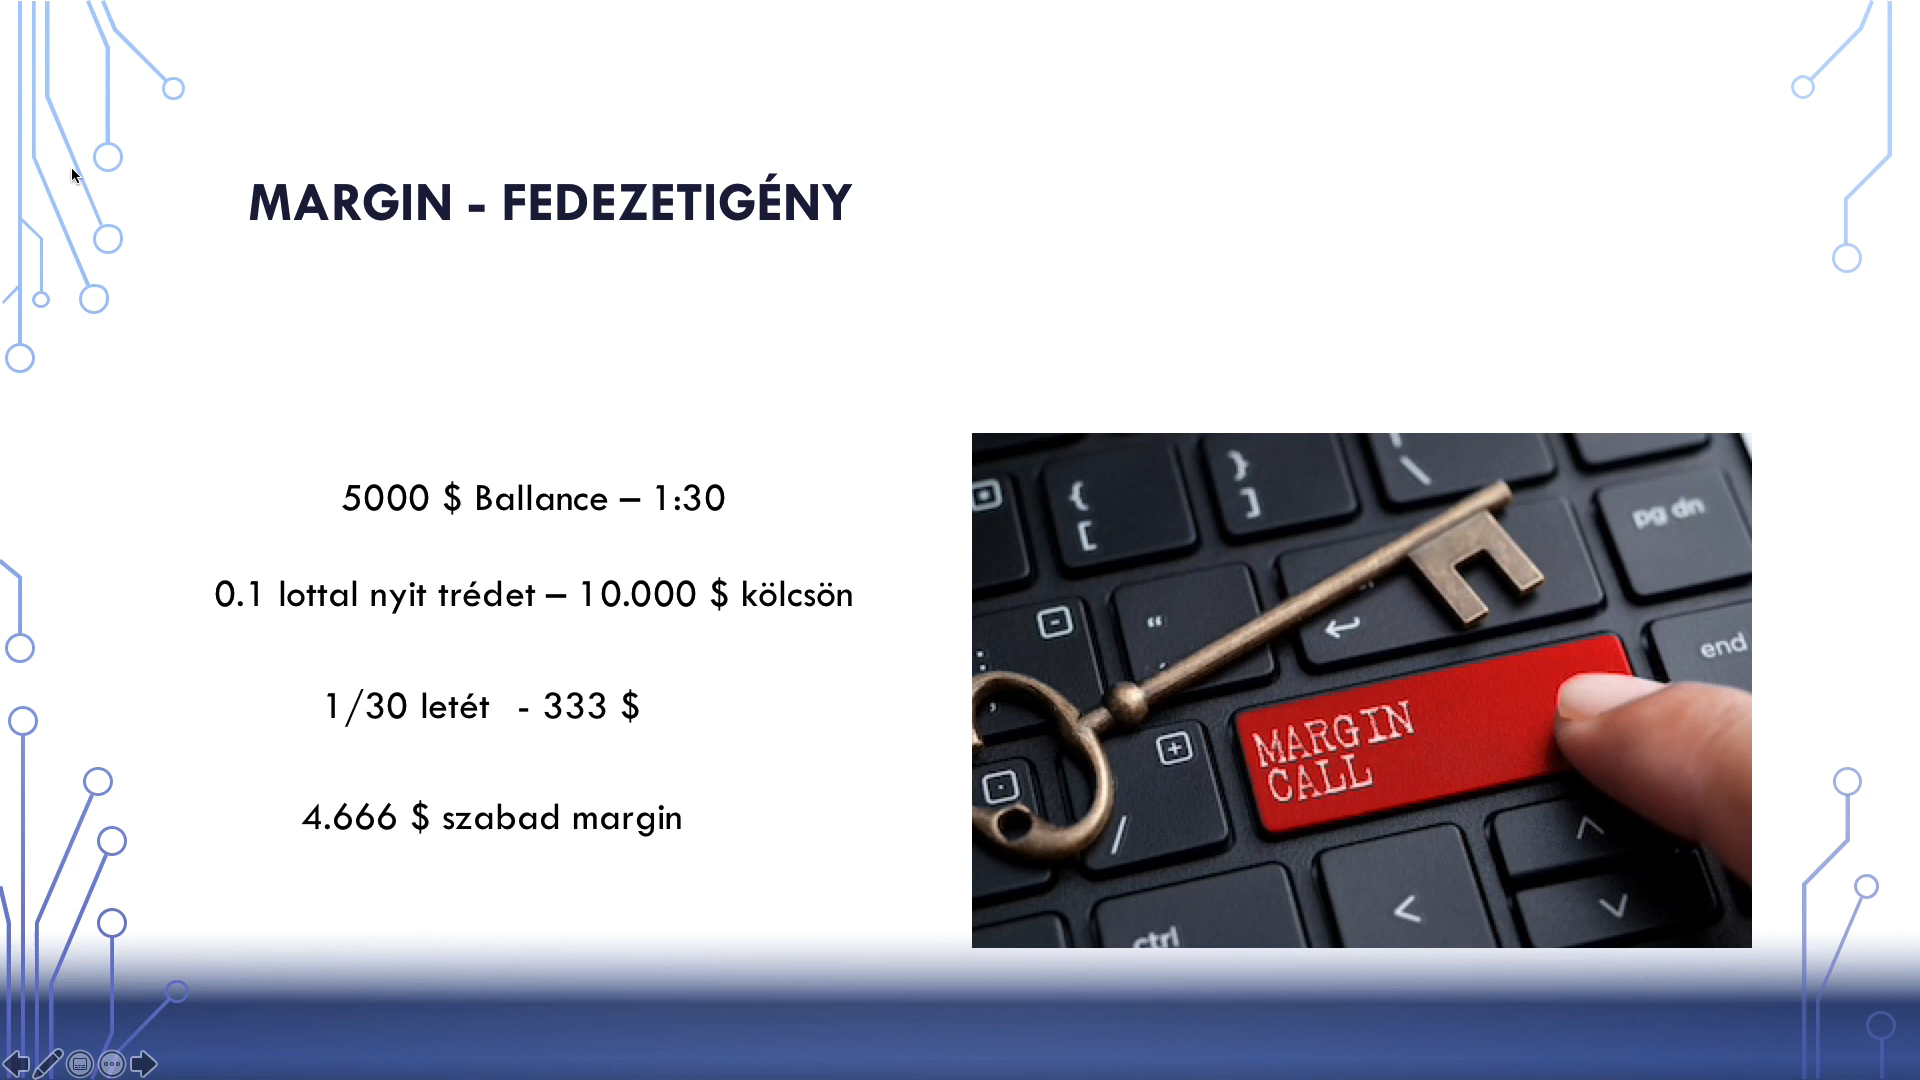 MARGIN - FEDEZETIGÉNY
5000 $ Ballance – 1:30
0.1 lottal nyit trédet – 10.000 $ kölcsön
1/30 letét - 333 $
4.666 $ szabad margin
pg dn
end
MARGIN
CALL
ctrl